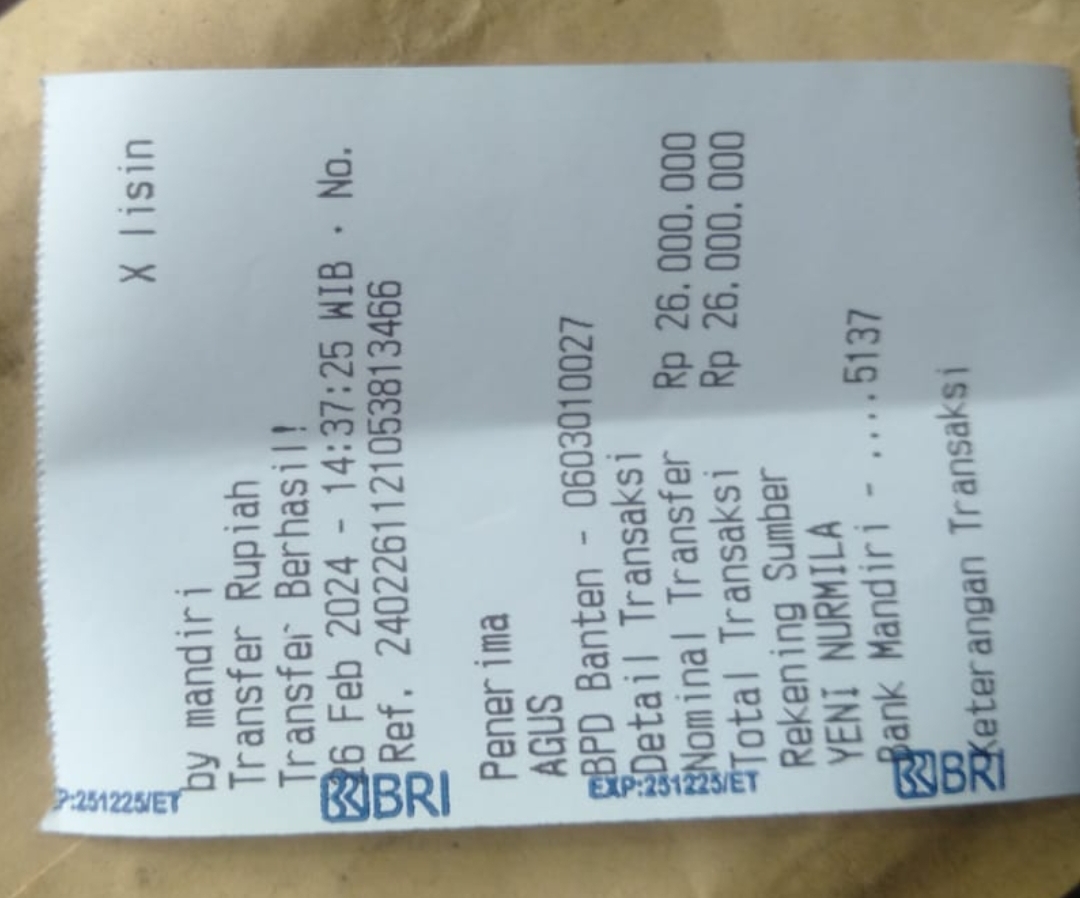 X lisin
by mandiri
Transfer Rupiah
Transfer Berhasil!
26 Feb 2024 - 14:37:25 WIB · No.
Ref. 2402261121053813466
Penerima
AGUS
BPD Banten - 0603010027
Detail Transaksi
Nominal Transfer Rp 26.000.000
Total Transaksi Rp 26.000.000
Rekening Sumber
YENI NURMILA
Bank Mandiri - ....5137
Keterangan Transaksi
P:251225/ET
BRI
EXP:251225/ET
BRI